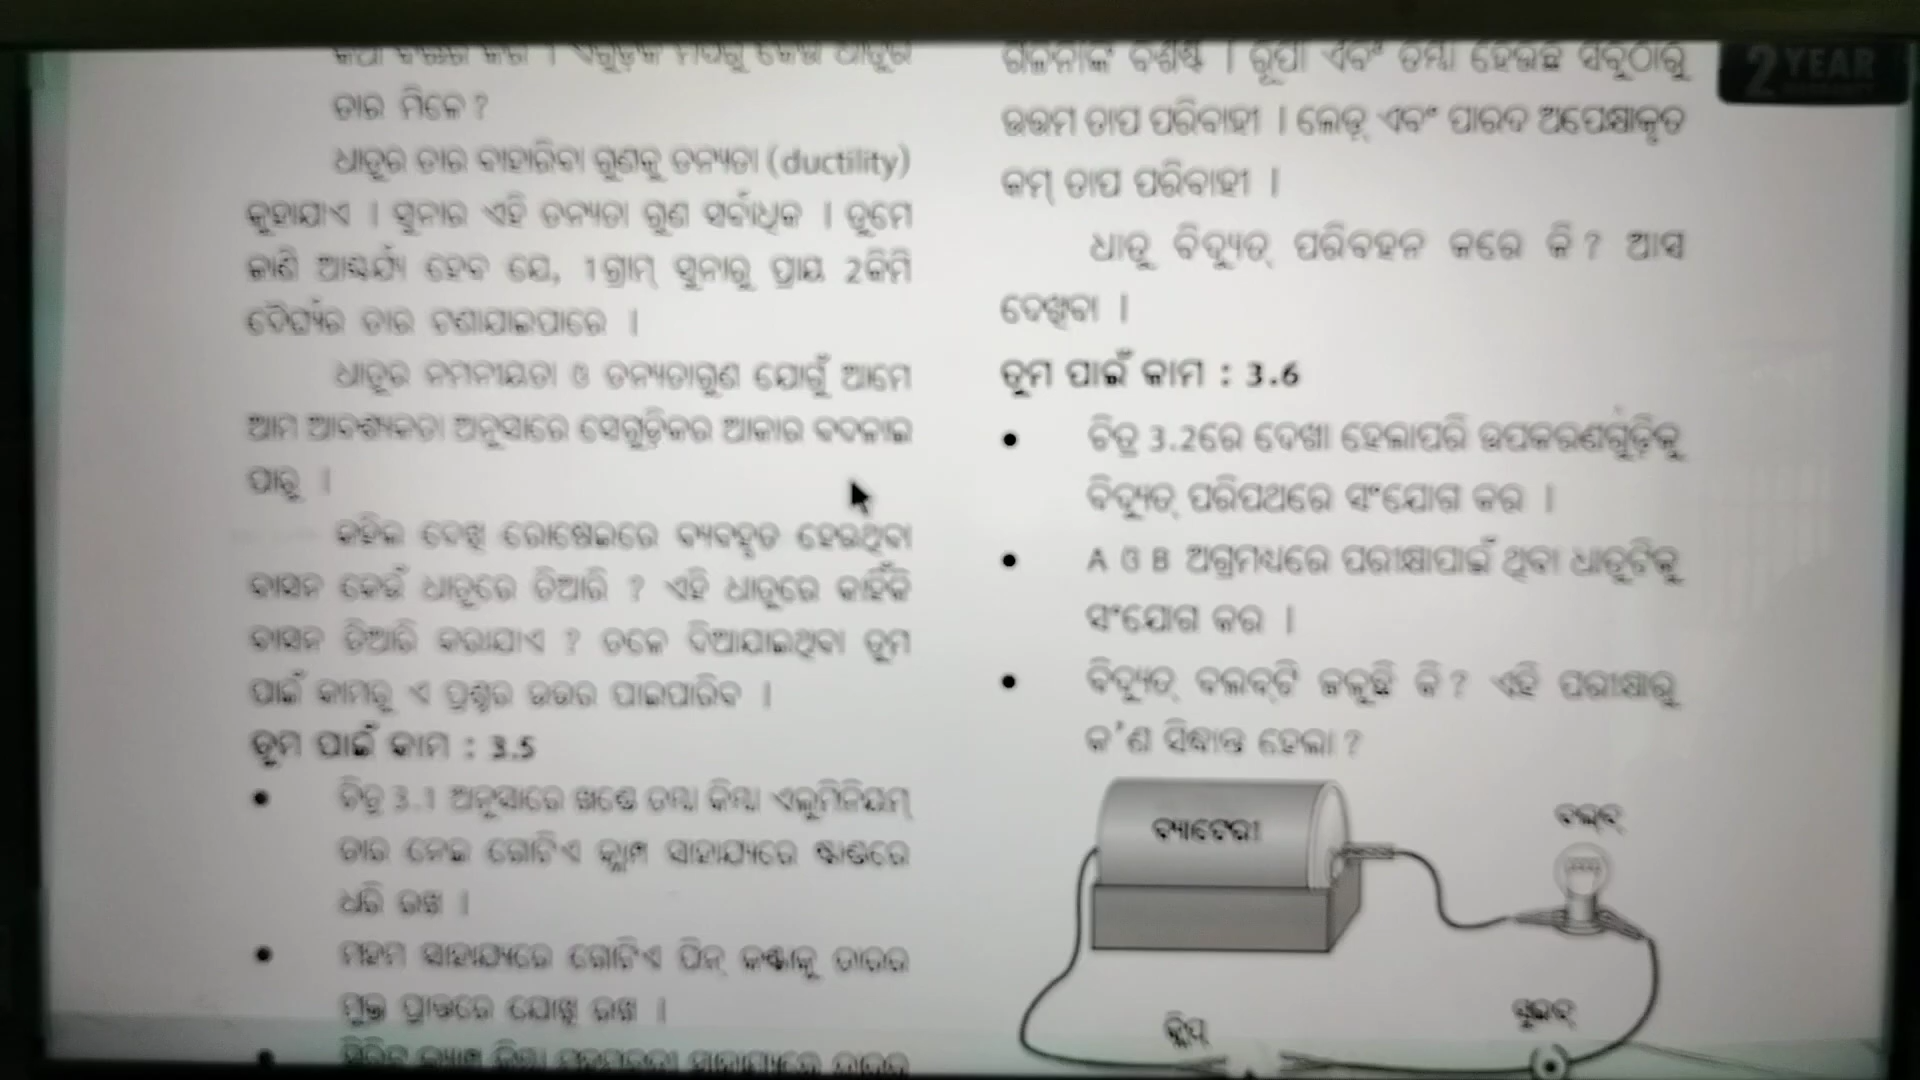 ତାର ମିଳେ ?
ଧାତୁର ତାର ବାହାରିବା ଗୁଣକୁ ତନ୍ୟତା (ductility)
କୁହାଯାଏ । ସୁନାର ଏହି ତନ୍ୟତା ଗୁଣ ସର୍ବାଧିକ । ତୁମେ
ଜାଣି ଆଶ୍ଚର୍ଯ୍ୟ ହେବ ଯେ, 1ଗ୍ରାମ୍ ସୁନାରୁ ପ୍ରାୟ 2କିମି
ଦୈର୍ଘ୍ୟର ତାର ଟଣାଯାଇପାରେ ।
ଧାତୁର ନମନୀୟତା ଓ ତନ୍ୟତାଗୁଣ ଯୋଗୁଁ ଆମେ
ଆମ ଆବଶ୍ୟକତା ଅନୁସାରେ ସେଗୁଡ଼ିକର ଆକାର ବଦଳାଇ
ପାରୁ ।
କହିଲ ଦେଖି ରୋଷେଇରେ ବ୍ୟବହୃତ ହେଉଥିବା
ବାସନ କେଉଁ ଧାତୁରେ ତିଆରି ? ଏହି ଧାତୁରେ କାହିଁକି
ବାସନ ତିଆରି କରାଯାଏ ? ତଳେ ଦିଆଯାଇଥିବା ତୁମ
ପାଇଁ କାମରୁ ଏ ପ୍ରଶ୍ନର ଉତ୍ତର ପାଇପାରିବ ।
ତୁମ ପାଇଁ କାମ : 3.5
• ଚିତ୍ର 3.1 ଅନୁସାରେ ଖଣ୍ଡେ ତମ୍ବା କିମ୍ବା ଏଲୁମିନିୟମ୍
ତାର ନେଇ ଗୋଟିଏ କ୍ଲାମ୍ପ ସାହାଯ୍ୟରେ ଷ୍ଟାଣ୍ଡରେ
ଧରି ରଖ ।
• ମହମ ସାହାଯ୍ୟରେ ଗୋଟିଏ ପିନ୍ କଣ୍ଟାକୁ ତାରର
ମୁକ୍ତ ପ୍ରାନ୍ତରେ ଯୋଖି ରଖ ।
ଗଳନାଙ୍କ ବିଶିଷ୍ଟ । ରୂପା ଏବଂ ତମ୍ବା ହେଉଛି ସବୁଠାରୁ
ଉତ୍ତମ ତାପ ପରିବାହୀ । ଲେଡ୍ ଏବଂ ପାରଦ ଅପେକ୍ଷାକୃତ
କମ୍ ତାପ ପରିବାହୀ ।
ଧାତୁ ବିଦ୍ୟୁତ୍ ପରିବହନ କରେ କି ? ଆସ
ଦେଖିବା ।
ତୁମ ପାଇଁ କାମ : 3.6
• ଚିତ୍ର 3.2ରେ ଦେଖା ହେଲାପରି ଉପକରଣଗୁଡ଼ିକୁ
ବିଦ୍ୟୁତ୍ ପରିପଥରେ ସଂଯୋଗ କର ।
• A ଓ B ଅଗ୍ରମଧ୍ୟରେ ପରୀକ୍ଷାପାଇଁ ଥିବା ଧାତୁଟିକୁ
ସଂଯୋଗ କର ।
• ବିଦ୍ୟୁତ୍ ବଲବ୍‌ଟି ଜଳୁଛି କି ? ଏହି ପରୀକ୍ଷାରୁ
କ'ଣ ସିଦ୍ଧାନ୍ତ ହେଲା ?
ବ୍ୟାଟେରୀ
ବଲ୍‌ବ
କ୍ଲିପ୍
ସୁଇଚ୍
2 YEAR